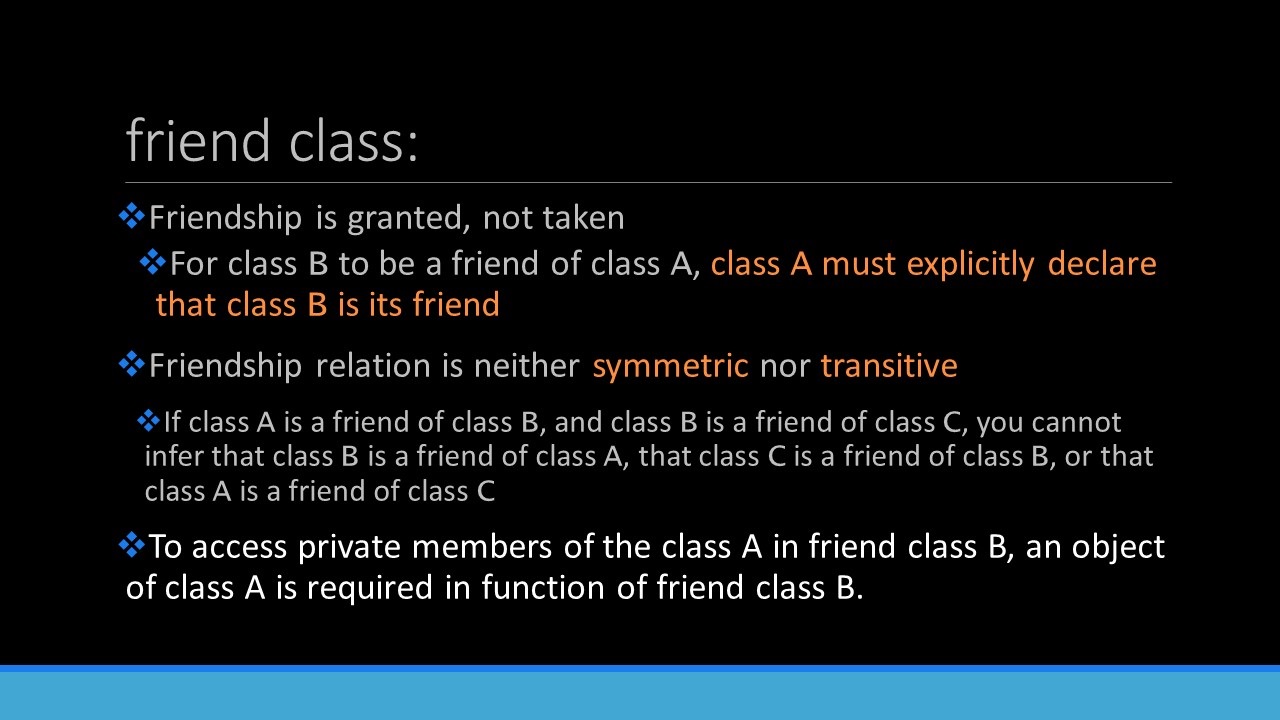 friend class:
❖Friendship is granted, not taken
❖For class B to be a friend of class A, class A must explicitly declare
that class B is its friend
❖Friendship relation is neither symmetric nor transitive
❖If class A is a friend of class B, and class B is a friend of class C, you cannot
infer that class B is a friend of class A, that class C is a friend of class B, or that
class A is a friend of class C
❖To access private members of the class A in friend class B, an object
of class A is required in function of friend class B.